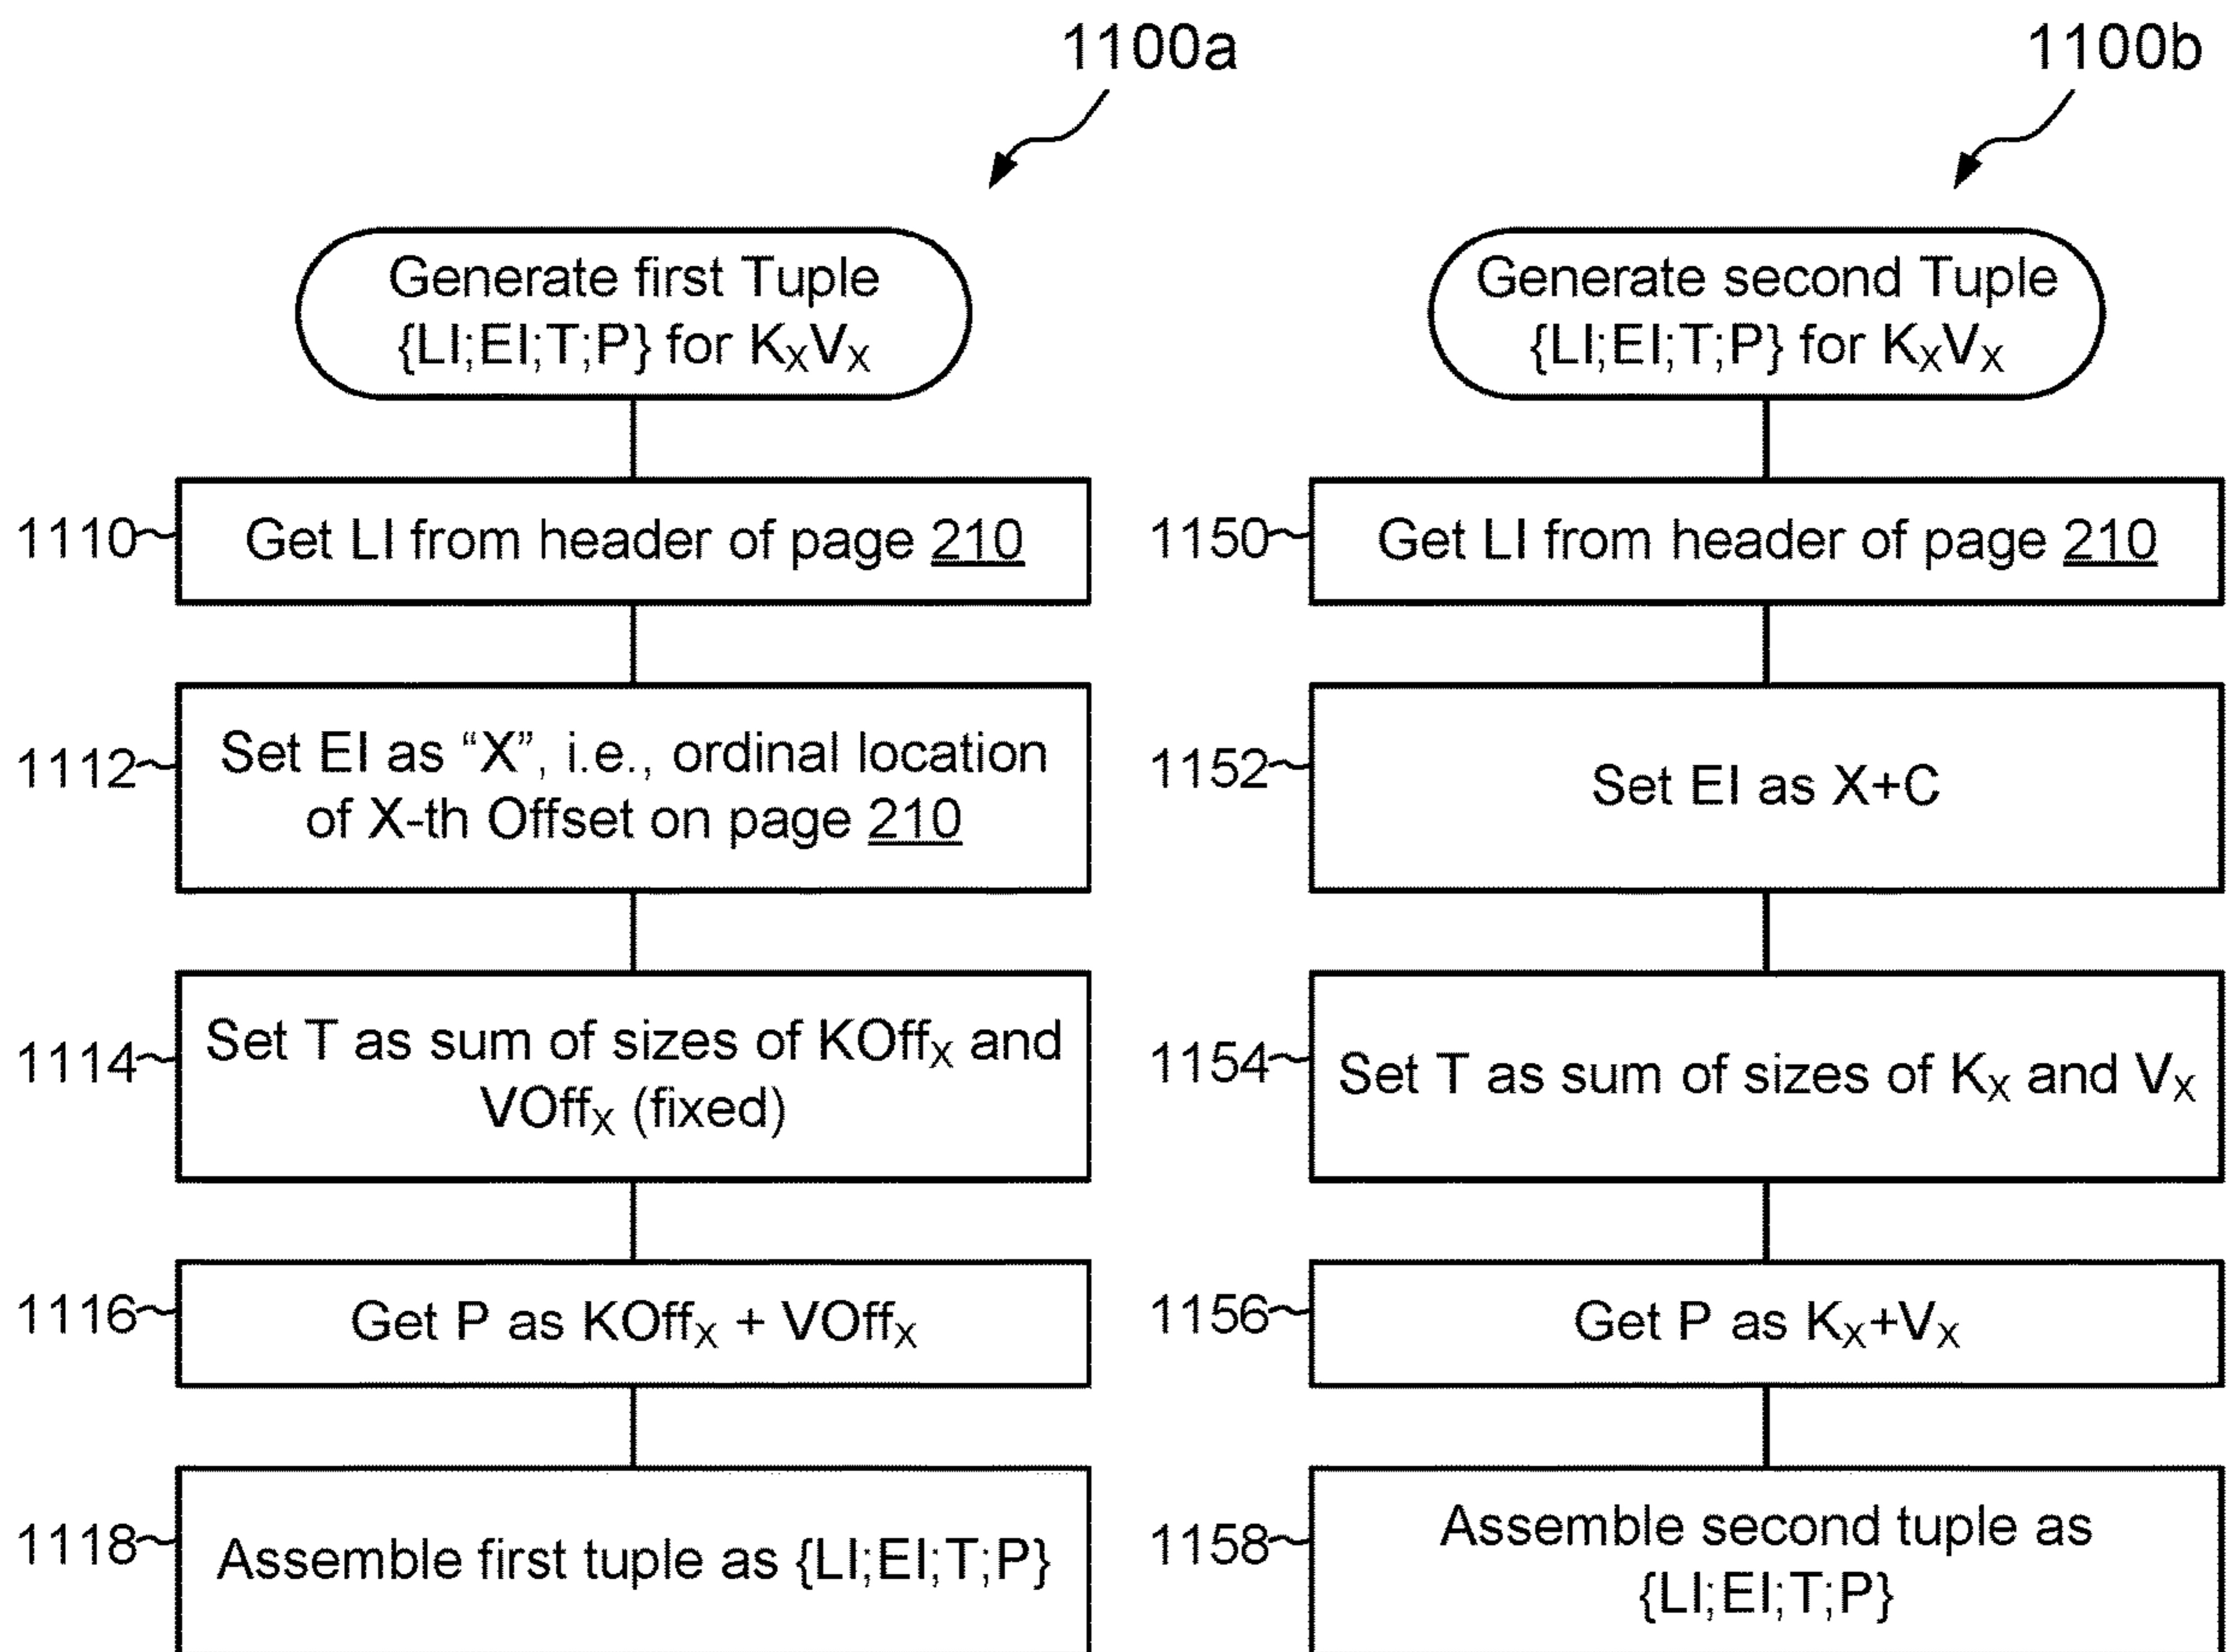 1100a
Generate first Tuple
{LI;EI;T;P} for KXVX
1110
Get LI from header of page 210
1112
Set EI as “X”, i.e., ordinal location
of X-th Offset on page 210
1114
Set T as sum of sizes of KOffX and
VOffX (fixed)
1116
Get P as KOffX + VOffX
1118
Assemble first tuple as {LI;EI;T;P}
1100b
Generate second Tuple
{LI;EI;T;P} for KXVX
1150
Get LI from header of page 210
1152
Set EI as X+C
1154
Set T as sum of sizes of KX and VX
1156
Get P as KX+VX
1158
Assemble second tuple as
{LI;EI;T;P}